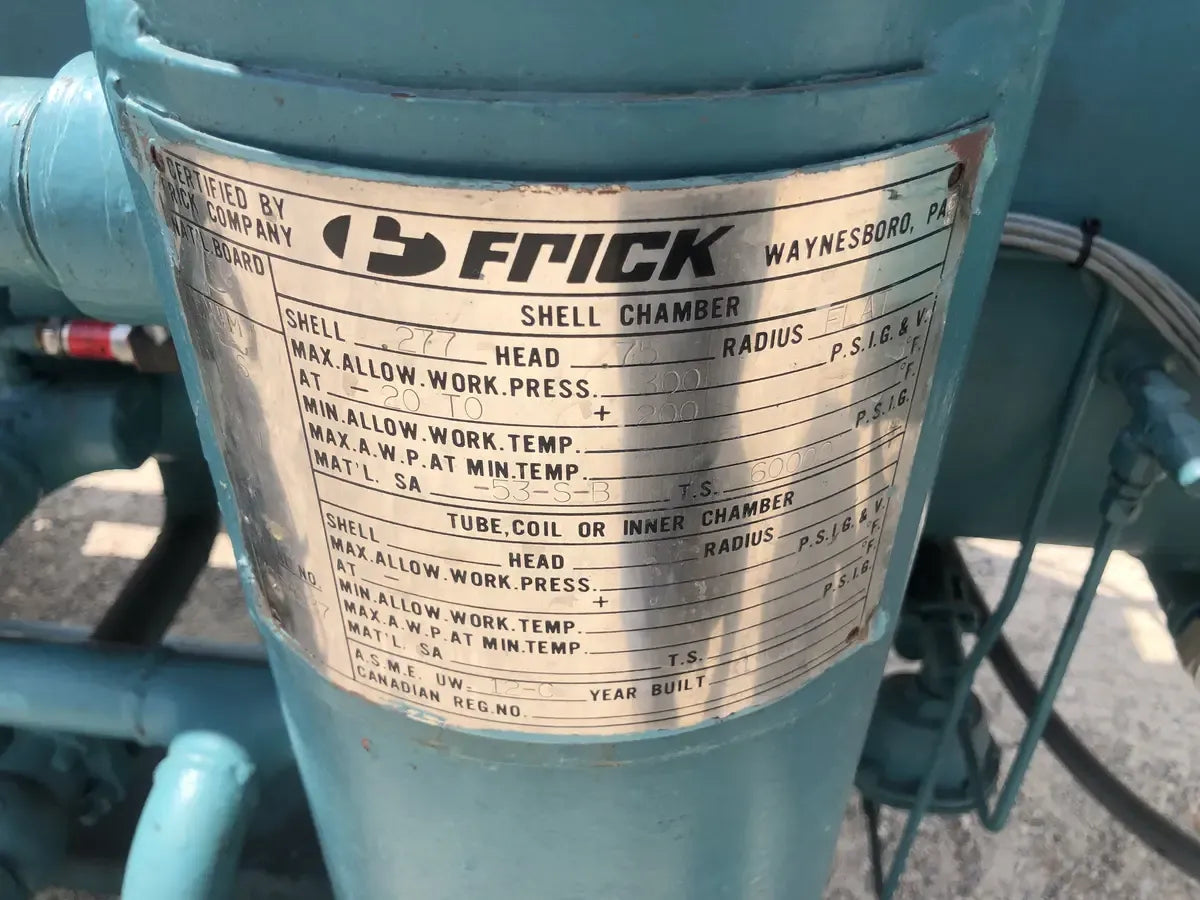 CERTIFIED BY
FRICK COMPANY
NAT'L. BOARD
FRICK
WAYNESBORO, PA.
SHELL CHAMBER
SHELL .277 HEAD .75 RADIUS FLAT
MAX.ALLOW.WORK.PRESS. 300 P.S.I.G. & V.
AT - 20 TO + 200 °F.
MIN.ALLOW.WORK.TEMP. °F.
MAX.A.W.P.AT MIN.TEMP. P.S.I.G.
MAT'L. SA -53-S-B T.S. 60000
TUBE,COIL OR INNER CHAMBER
SHELL HEAD RADIUS
MAX.ALLOW.WORK.PRESS. P.S.I.G. & V.
AT - + °F.
MIN.ALLOW.WORK.TEMP. °F.
MAX.A.W.P.AT MIN.TEMP. P.S.I.G.
MAT'L. SA T.S.
A.S.M.E. UW- 12-C YEAR BUILT
CANADIAN REG.NO.
NO.